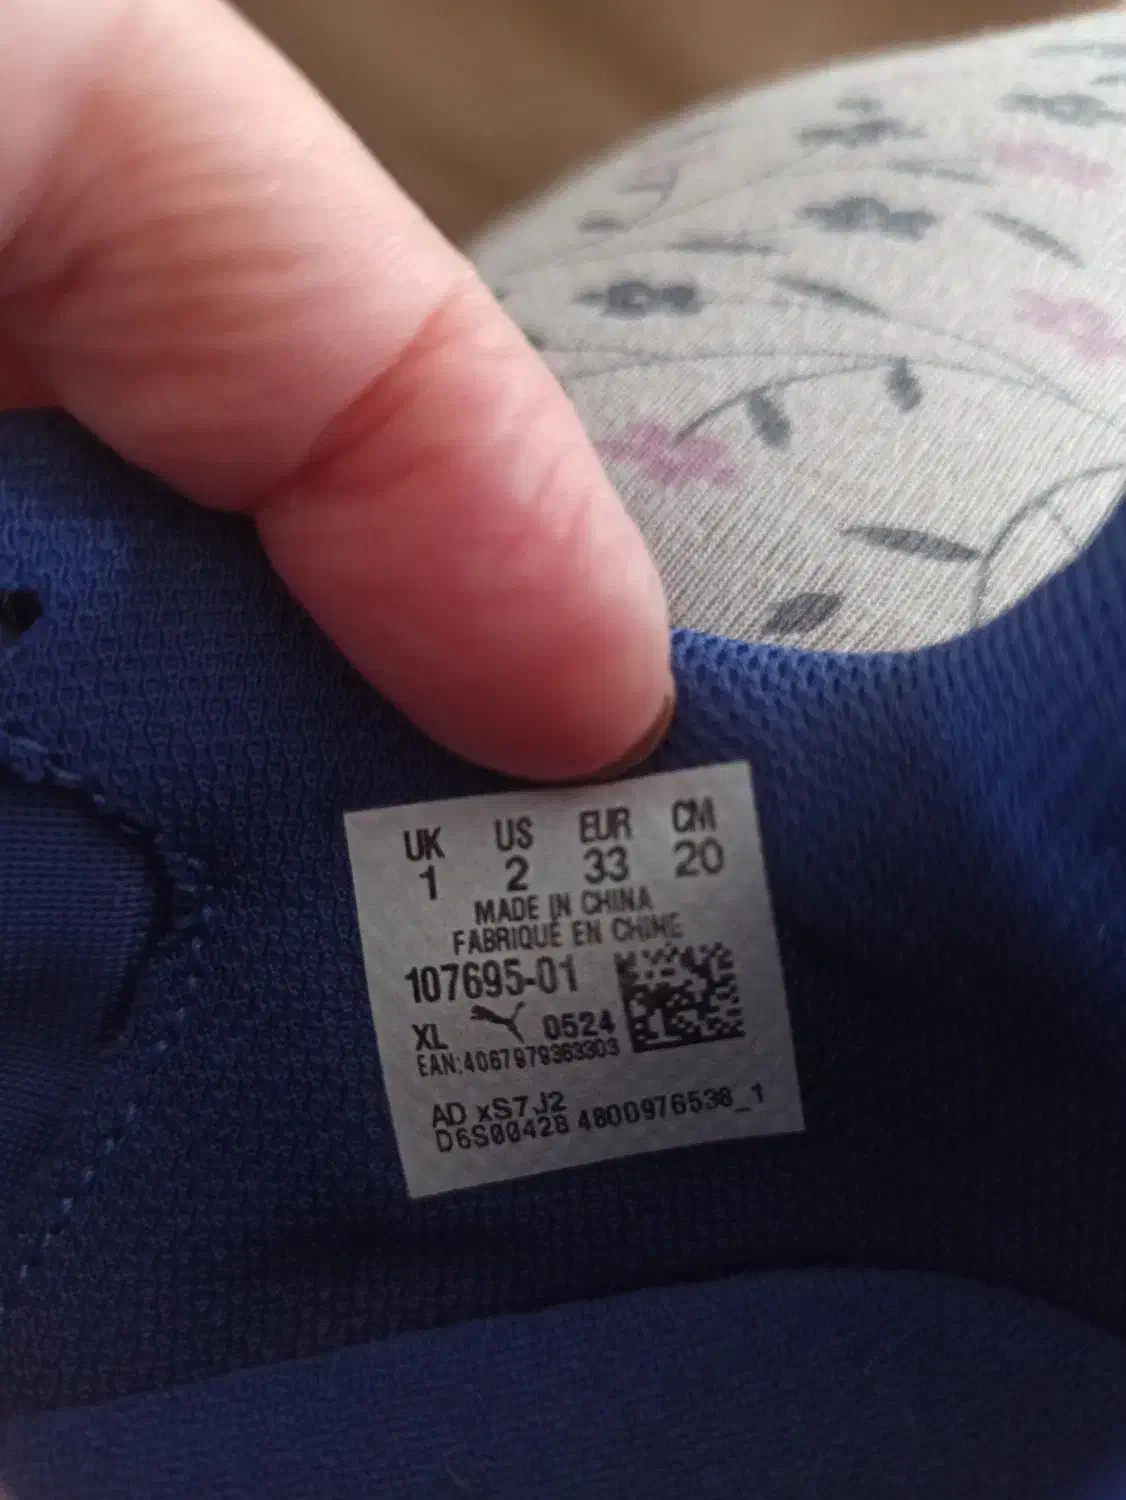 UK US EUR CM
1 2 33 20
MADE IN CHINA
FABRIQUÉ EN CHINE
107695-01
XL 0524
EAN:4067979363303
AD xS7J2
D6S00428 4800976538_1